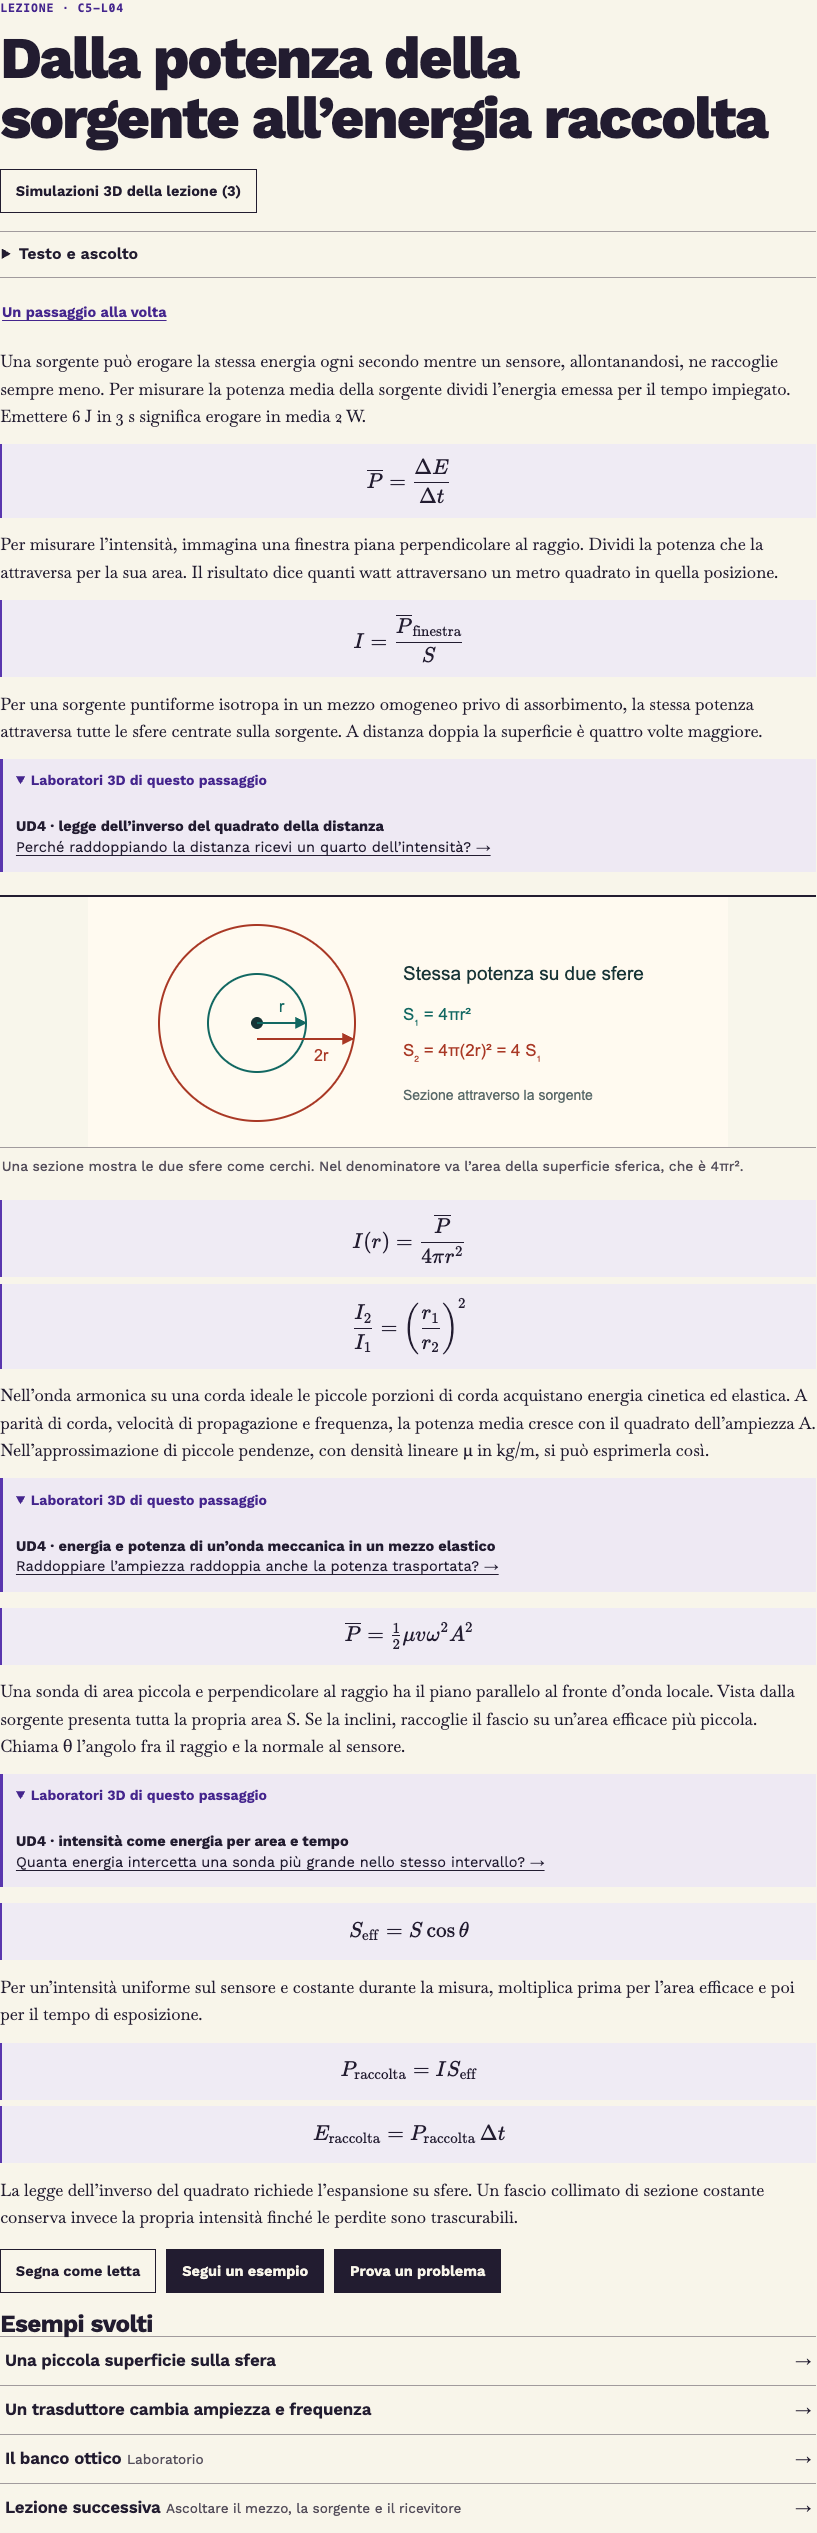 LEZIONE · C5-L04
Dalla potenza della
sorgente all’energia raccolta
Simulazioni 3D della lezione (3)
▶ Testo e ascolto
Un passaggio alla volta
Una sorgente può erogare la stessa energia ogni secondo mentre un sensore, allontanandosi, ne raccoglie
sempre meno. Per misurare la potenza media della sorgente dividi l’energia emessa per il tempo impiegato.
Emettere 6 J in 3 s significa erogare in media 2 W.
P̅ = ΔE / Δt
Per misurare l’intensità, immagina una finestra piana perpendicolare al raggio. Dividi la potenza che la
attraversa per la sua area. Il risultato dice quanti watt attraversano un metro quadrato in quella posizione.
I = P̅_finestra / S
Per una sorgente puntiforme isotropa in un mezzo omogeneo privo di assorbimento, la stessa potenza
attraversa tutte le sfere centrate sulla sorgente. A distanza doppia la superficie è quattro volte maggiore.
▼ Laboratori 3D di questo passaggio
UD4 · legge dell’inverso del quadrato della distanza
Perché raddoppiando la distanza ricevi un quarto dell’intensità? →
r
2r
Stessa potenza su due sfere
S₁ = 4πr²
S₂ = 4π(2r)² = 4 S₁
Sezione attraverso la sorgente
Una sezione mostra le due sfere come cerchi. Nel denominatore va l’area della superficie sferica, che è 4πr².
I(r) = P̅ / 4πr²
I₂ / I₁ = (r₁ / r₂)²
Nell’onda armonica su una corda ideale le piccole porzioni di corda acquistano energia cinetica ed elastica. A
parità di corda, velocità di propagazione e frequenza, la potenza media cresce con il quadrato dell’ampiezza A.
Nell’approssimazione di piccole pendenze, con densità lineare μ in kg/m, si può esprimerla così.
▼ Laboratori 3D di questo passaggio
UD4 · energia e potenza di un’onda meccanica in un mezzo elastico
Raddoppiare l’ampiezza raddoppia anche la potenza trasportata? →
P̅ = ½μvω²A²
Una sonda di area piccola e perpendicolare al raggio ha il piano parallelo al fronte d’onda locale. Vista dalla
sorgente presenta tutta la propria area S. Se la inclini, raccoglie il fascio su un’area efficace più piccola.
Chiama θ l’angolo fra il raggio e la normale al sensore.
▼ Laboratori 3D di questo passaggio
UD4 · intensità come energia per area e tempo
Quanta energia intercetta una sonda più grande nello stesso intervallo? →
S_eff = S cos θ
Per un’intensità uniforme sul sensore e costante durante la misura, moltiplica prima per l’area efficace e poi
per il tempo di esposizione.
P_raccolta = I S_eff
E_raccolta = P_raccolta Δt
La legge dell’inverso del quadrato richiede l’espansione su sfere. Un fascio collimato di sezione costante
conserva invece la propria intensità finché le perdite sono trascurabili.
Segna come letta Segui un esempio Prova un problema
Esempi svolti
Una piccola superficie sulla sfera →
Un trasduttore cambia ampiezza e frequenza →
Il banco ottico Laboratorio →
Lezione successiva Ascoltare il mezzo, la sorgente e il ricevitore →